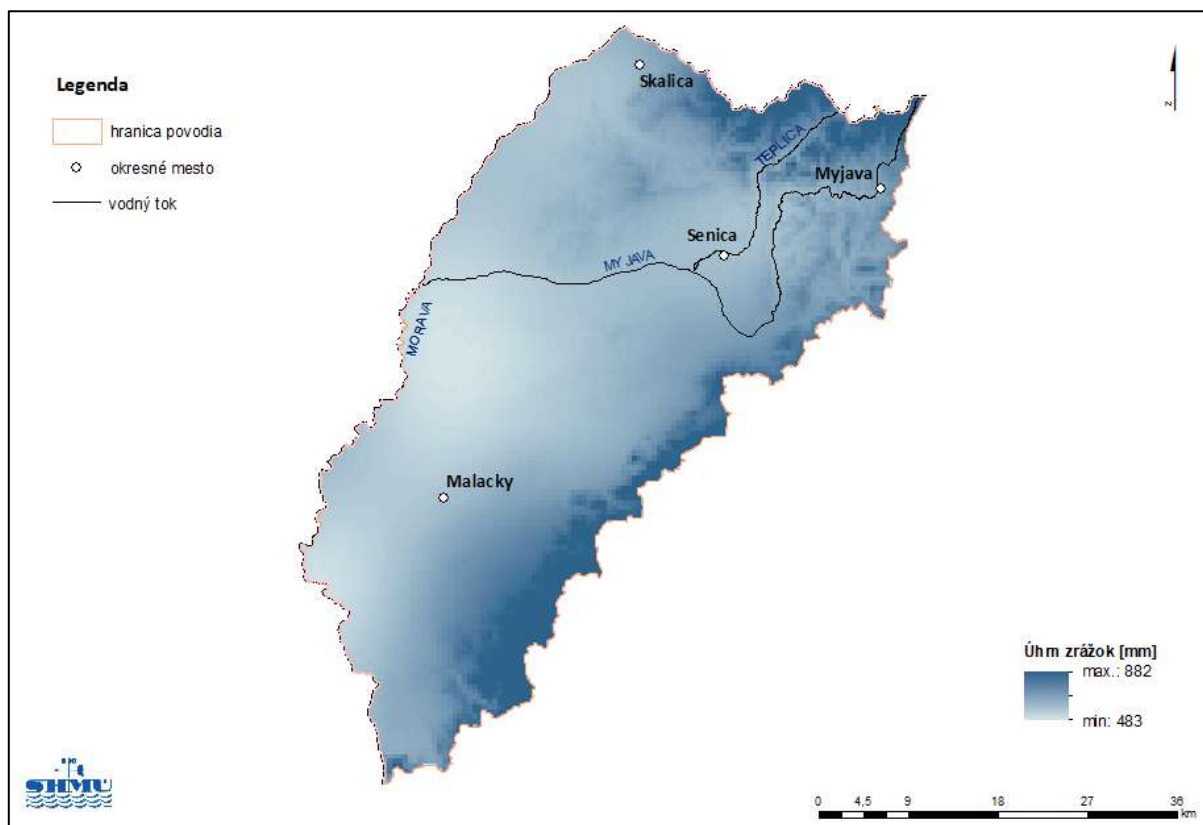 Legenda
hranica povodia
okresné mesto
vodný tok
Skalica
TEPLICA
Myjava
Senica
MYJAVA
MORAVA
Malacky
Úhrn zrážok [mm]
max.: 882
min: 483
SHMÚ
0 4,5 9 18 27 36
km
z